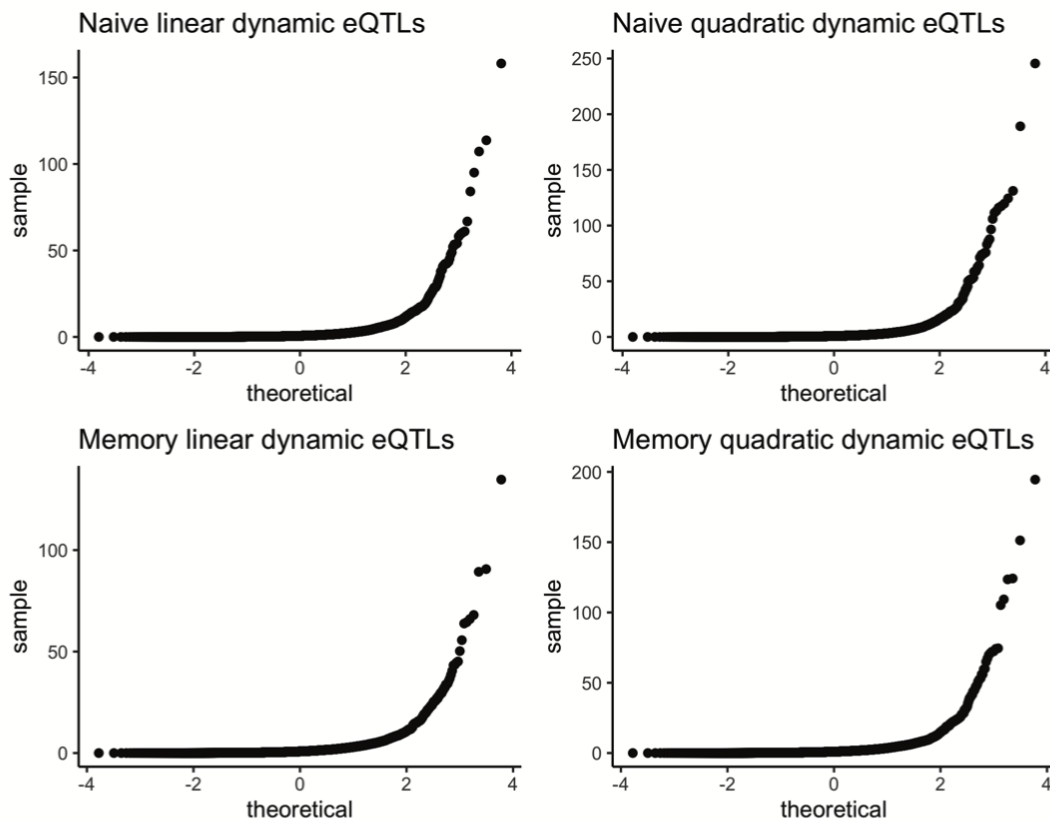 Naive linear dynamic eQTLs
150
100
50
0
sample
-4 -2 0 2 4
theoretical
Naive quadratic dynamic eQTLs
250
200
150
100
50
0
sample
-4 -2 0 2 4
theoretical
Memory linear dynamic eQTLs
100
50
0
sample
-4 -2 0 2 4
theoretical
Memory quadratic dynamic eQTLs
200
150
100
50
0
sample
-4 -2 0 2 4
theoretical